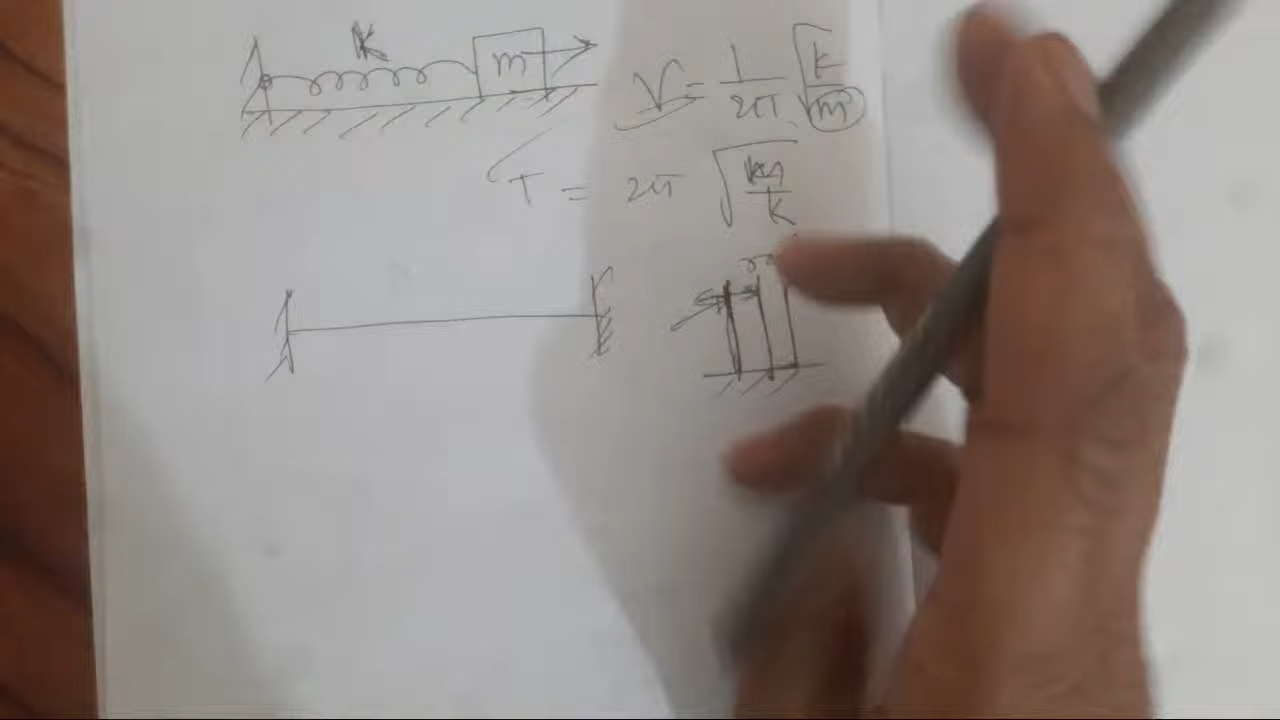 K
m
ν = 1/2π √k/m
T = 2π √m/k